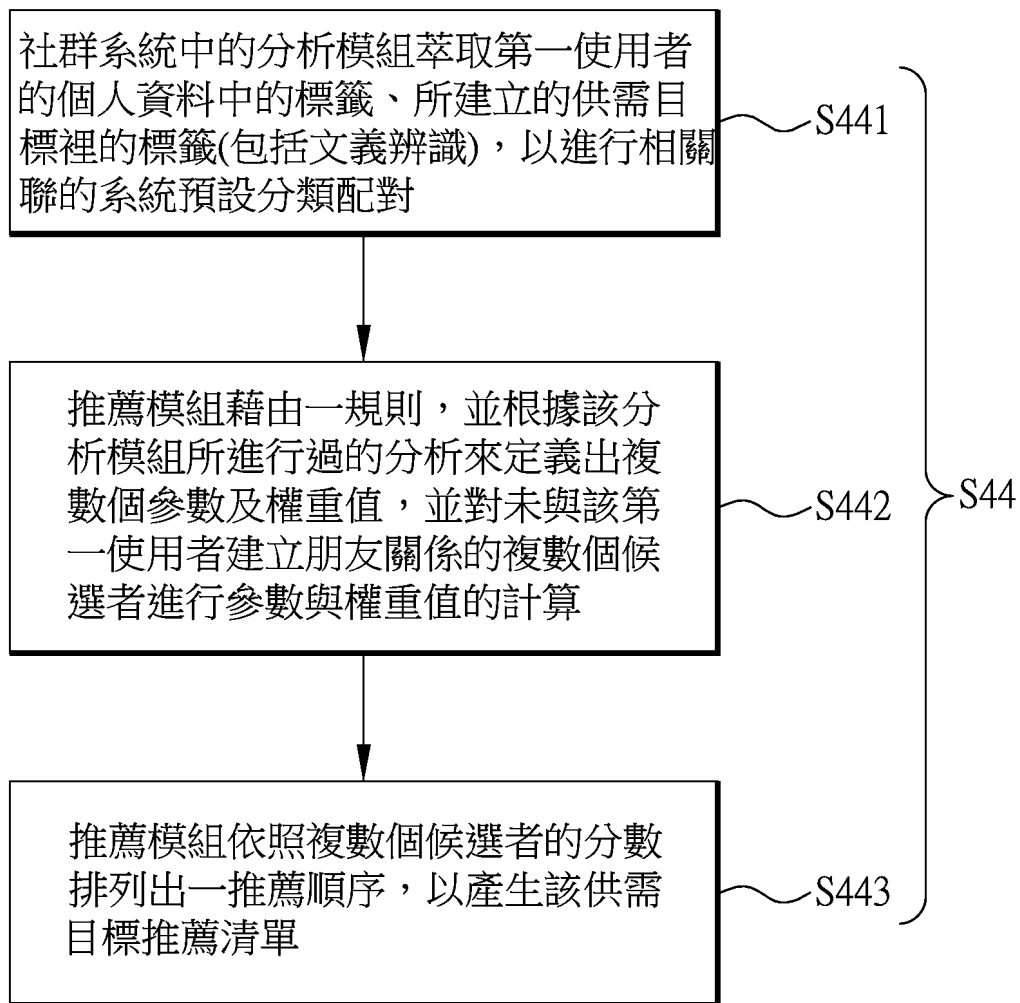 社群系統中的分析模組萃取第一使用者
的個人資料中的標籤、所建立的供需目
標裡的標籤(包括文義辨識)，以進行相關
聯的系統預設分類配對
S441
推薦模組藉由一規則，並根據該分
析模組所進行過的分析來定義出複
數個參數及權重值，並對未與該第
一使用者建立朋友關係的複數個候
選者進行參數與權重值的計算
S442
S44
推薦模組依照複數個候選者的分數
排列出一推薦順序，以產生該供需
目標推薦清單
S443